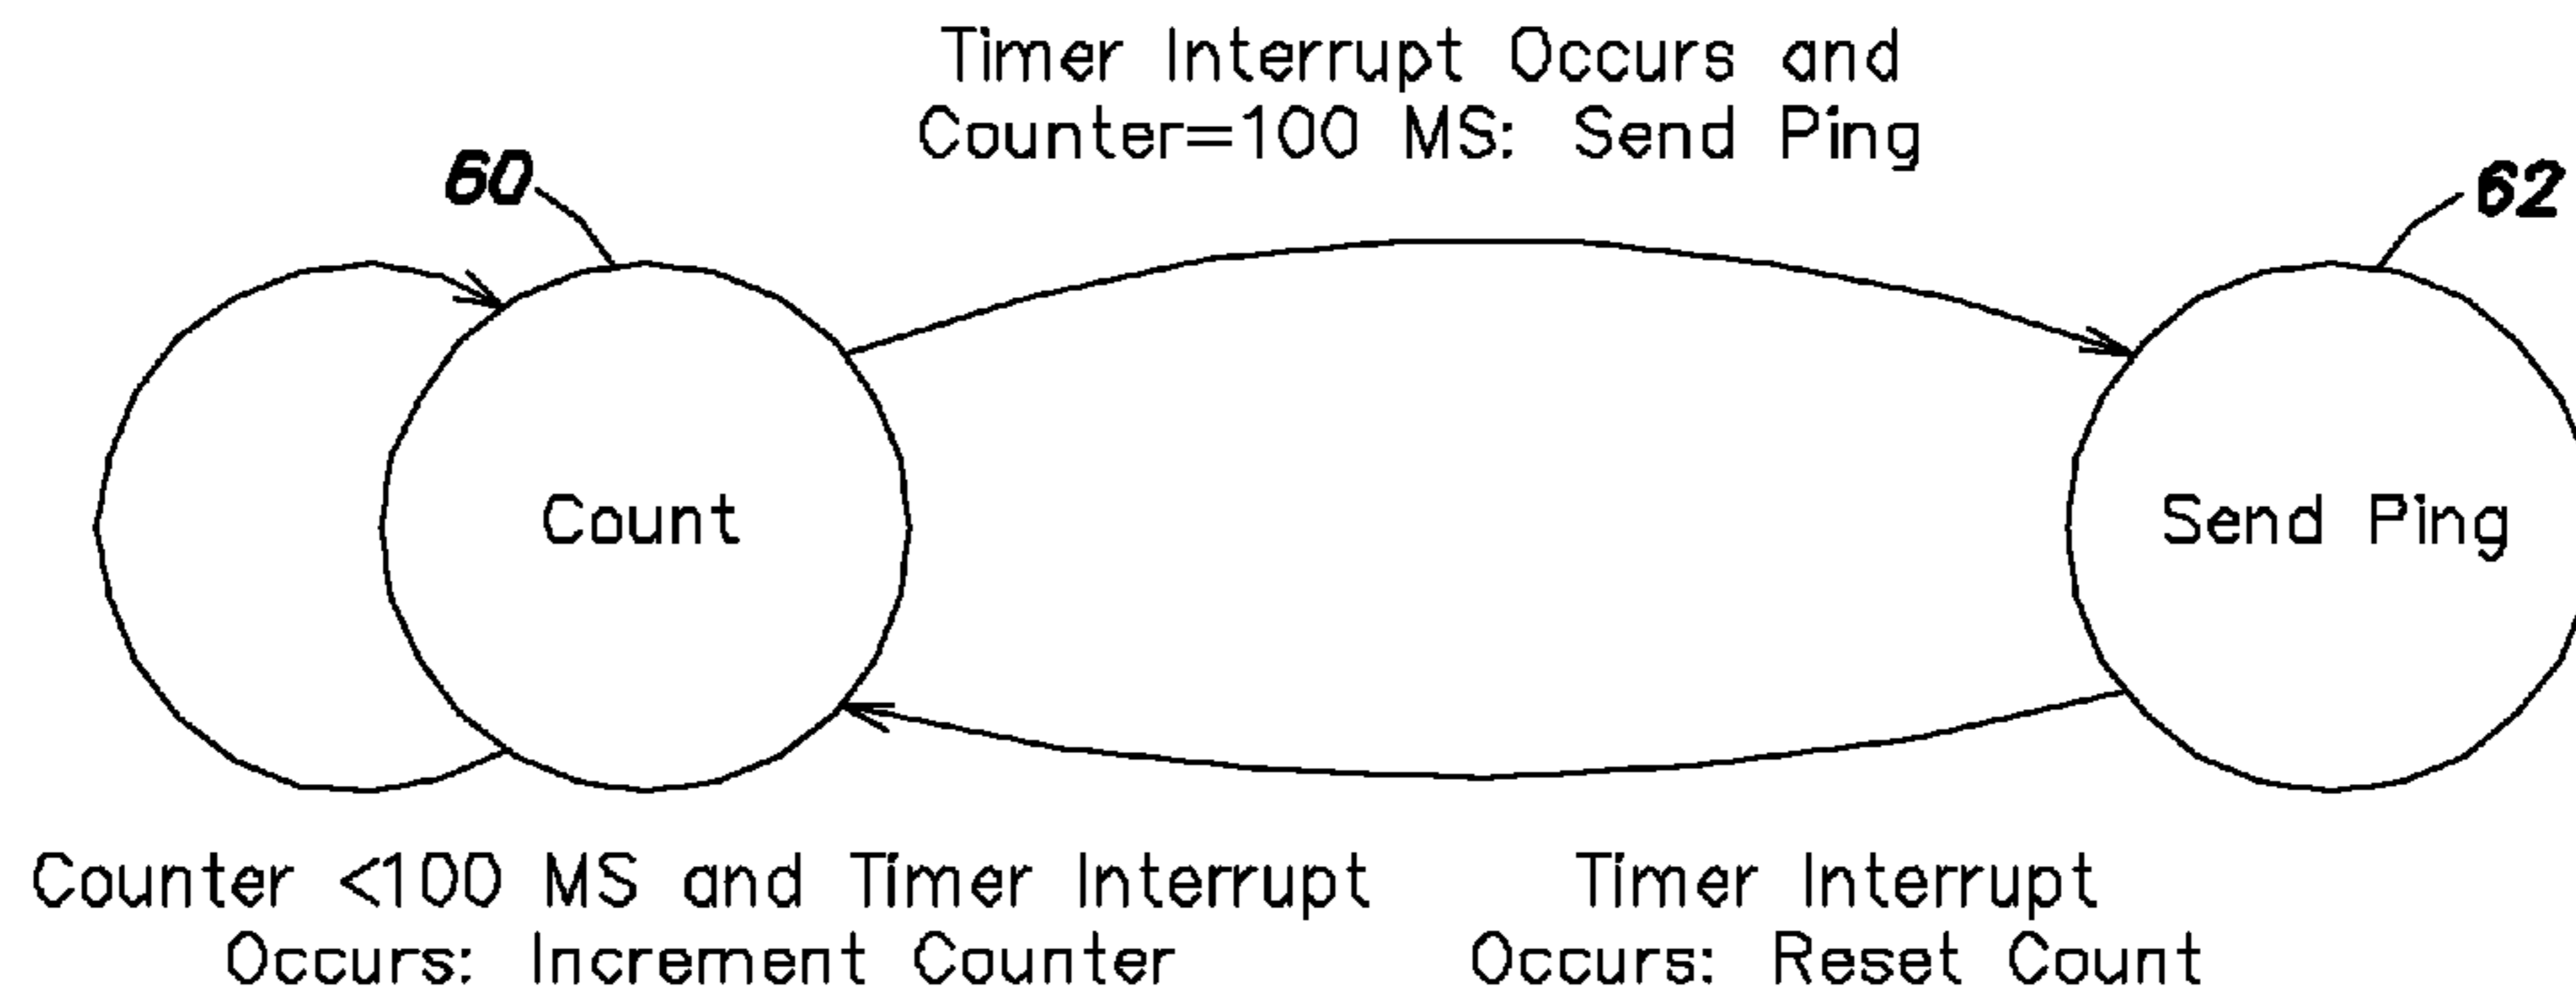 Timer Interrupt Occurs and
Counter=100 MS: Send Ping
60
62
Count
Send Ping
Counter <100 MS and Timer Interrupt
Occurs: Increment Counter
Timer Interrupt
Occurs: Reset Count